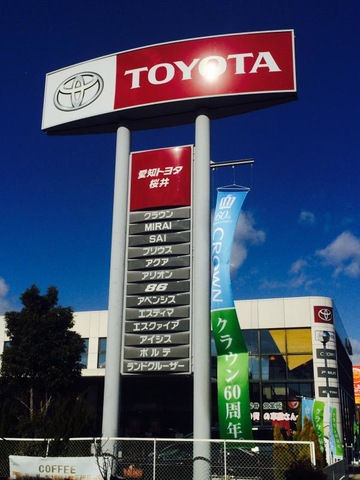 TOYOTA
愛知トヨタ
桜井
クラウン
MIRAI
SAI
プリウス
アクア
アリオン
86
アベンシス
エスティマ
エスクァイア
アイシス
ポルテ
ランドクルーザー
60th
CROWN
クラウン60周年
TOYOTA
COFFEE